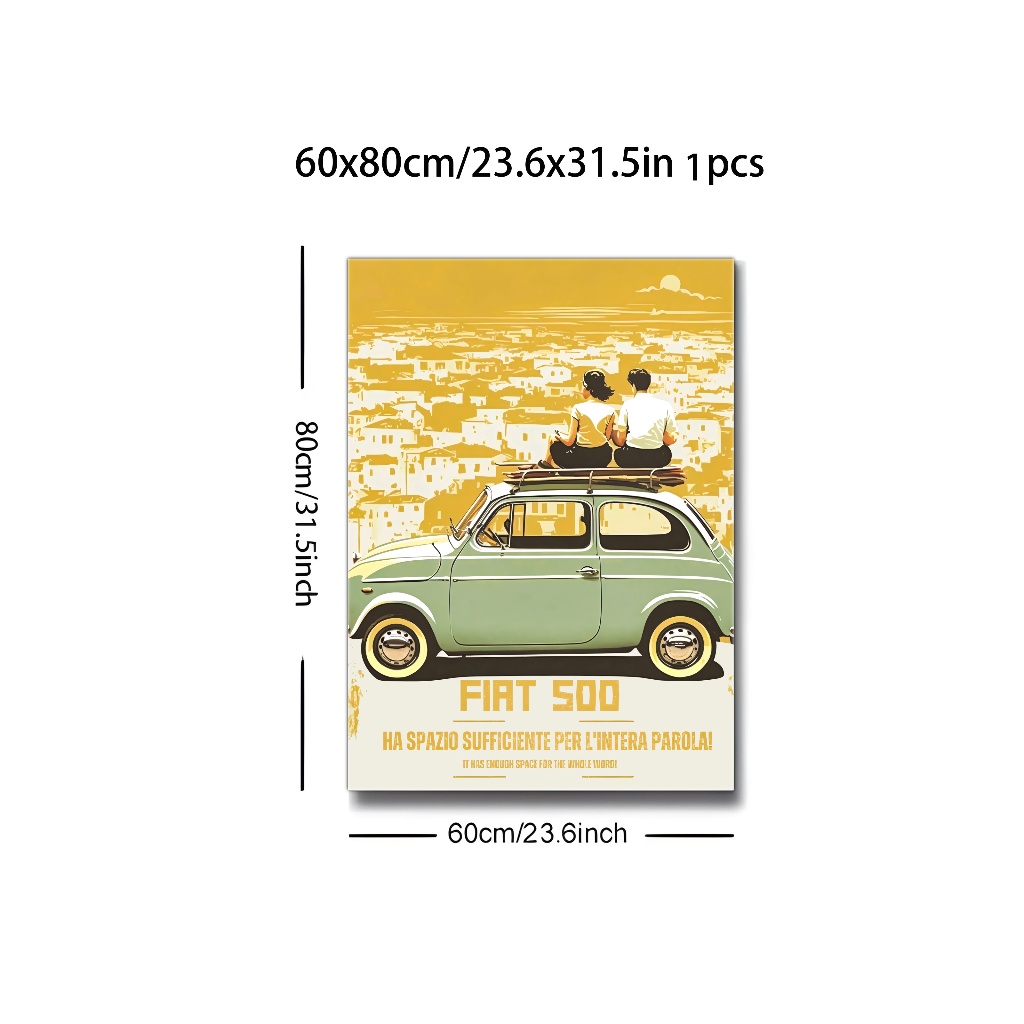 60x80cm/23.6x31.5in 1pcs
80cm/31.5inch
FIAT 500
HA SPAZIO SUFFICIENTE PER L'INTERA PAROLA!
IT HAS ENOUGH SPACE FOR THE WHOLE WORD!
60cm/23.6inch